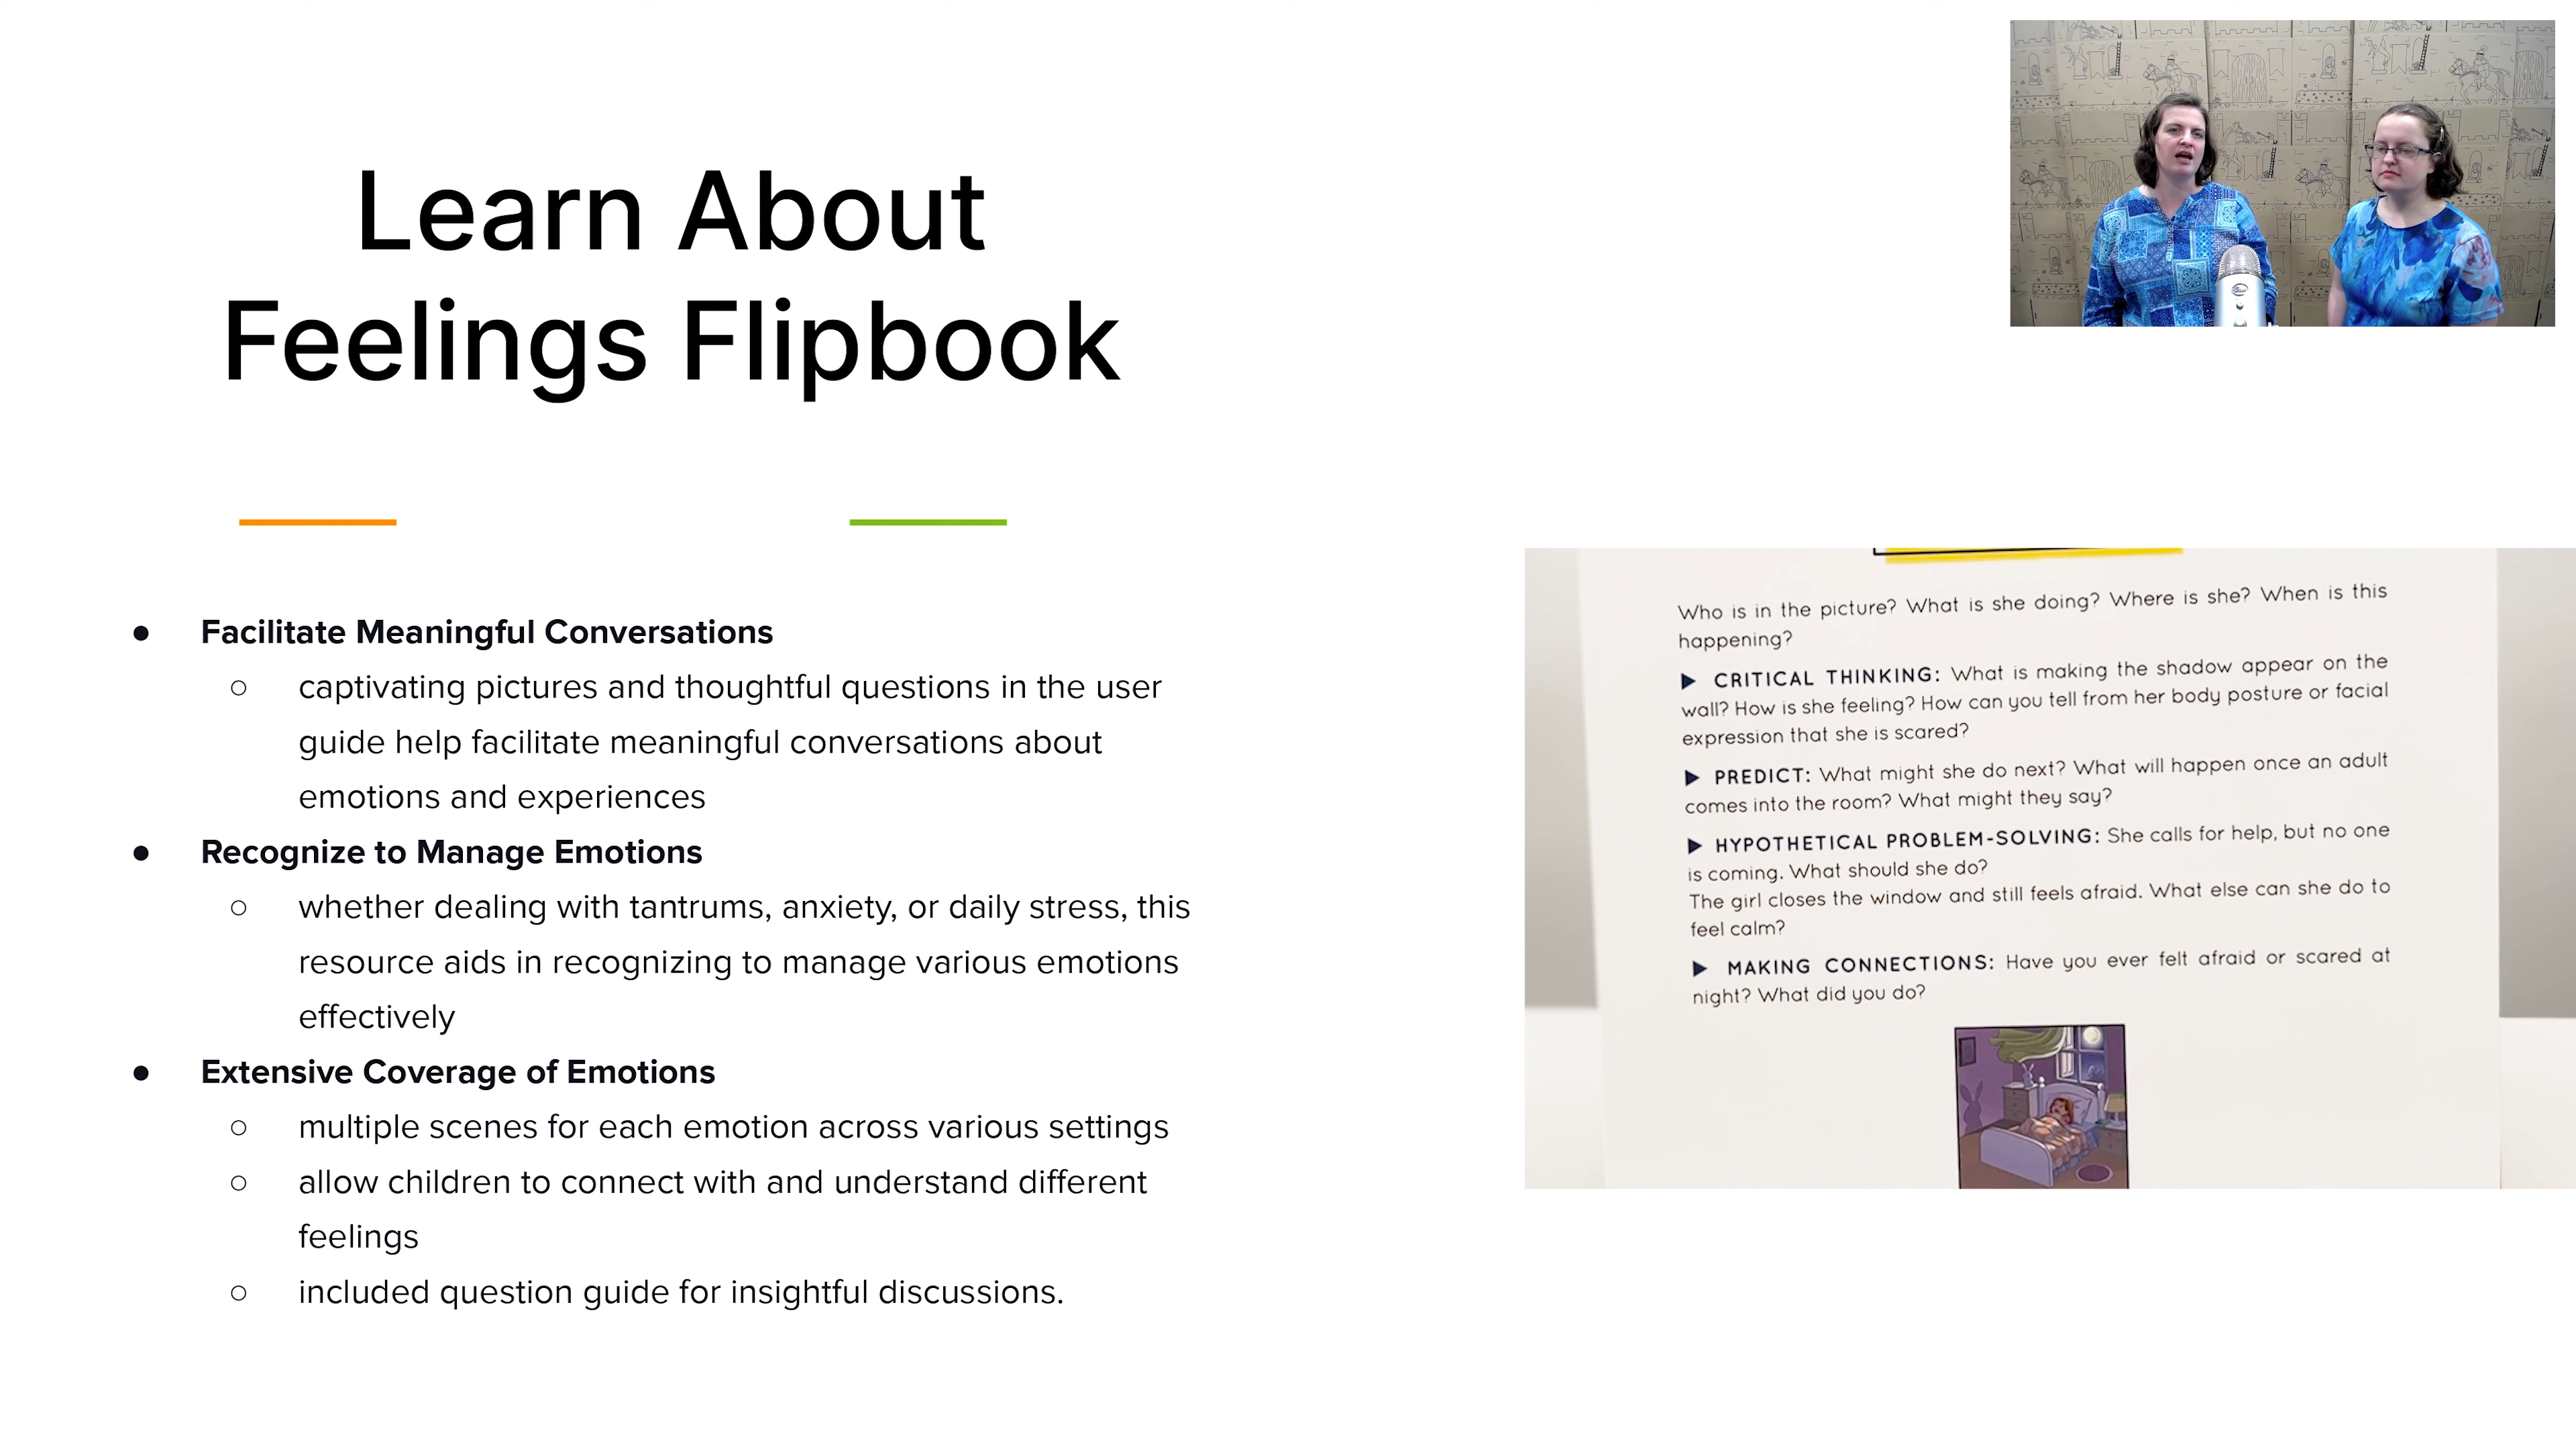 Learn About
Feelings Flipbook
● Facilitate Meaningful Conversations
○ captivating pictures and thoughtful questions in the user
guide help facilitate meaningful conversations about
emotions and experiences
● Recognize to Manage Emotions
○ whether dealing with tantrums, anxiety, or daily stress, this
resource aids in recognizing to manage various emotions
effectively
● Extensive Coverage of Emotions
○ multiple scenes for each emotion across various settings
○ allow children to connect with and understand different
feelings
○ included question guide for insightful discussions.
Who is in the picture? What is she doing? Where is she? When is this
happening?
▶ CRITICAL THINKING: What is making the shadow appear on the
wall? How is she feeling? How can you tell from her body posture or facial
expression that she is scared?
▶ PREDICT: What might she do next? What will happen once an adult
comes into the room? What might they say?
▶ HYPOTHETICAL PROBLEM-SOLVING: She calls for help, but no one
is coming. What should she do?
The girl closes the window and still feels afraid. What else can she do to
feel calm?
▶ MAKING CONNECTIONS: Have you ever felt afraid or scared at
night? What did you do?